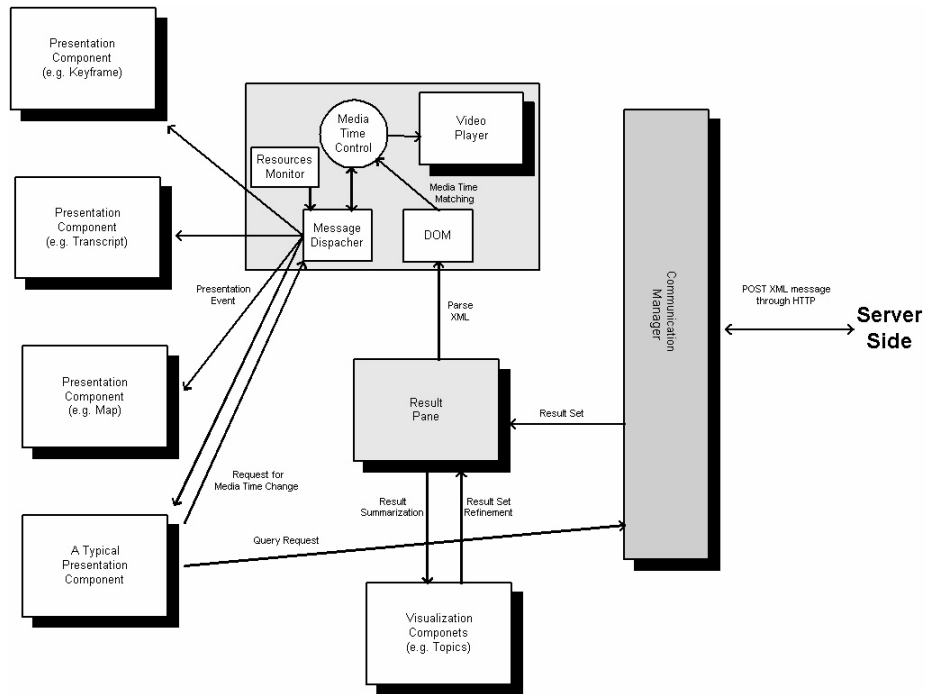 Presentation
Component
(e.g. Keyframe)
Media
Time
Control
Video
Player
Resources
Monitor
Media Time
Matching
Presentation
Component
(e.g. Transcript)
Message
Dispacher
DOM
Presentation
Event
Parse
XML
Communication
Manager
POST XML message
through HTTP
Server
Side
Presentation
Component
(e.g. Map)
Result
Pane
Result Set
Request for
Media Time Change
Result
Summarization
Result Set
Refinement
Query Request
A Typical
Presentation
Component
Visualization
Componets
(e.g. Topics)